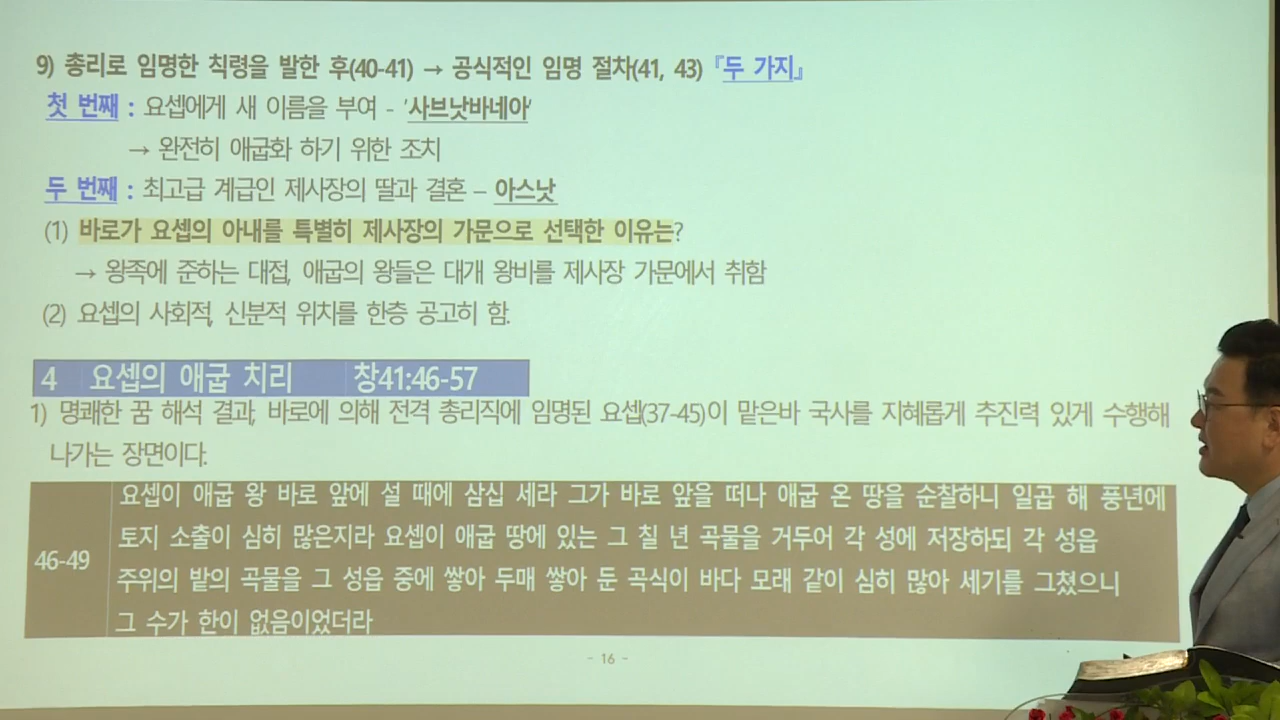 9) 총리로 임명한 칙령을 발한 후(40-41) → 공식적인 임명 절차(41, 43) 『두 가지』
첫 번째 : 요셉에게 새 이름을 부여 - '사브낫바네아'
→ 완전히 애굽화 하기 위한 조치
두 번째 : 최고급 계급인 제사장의 딸과 결혼 – 아스낫
(1) 바로가 요셉의 아내를 특별히 제사장의 가문으로 선택한 이유는?
→ 왕족에 준하는 대접, 애굽의 왕들은 대개 왕비를 제사장 가문에서 취함
(2) 요셉의 사회적, 신분적 위치를 한층 공고히 함.
4 요셉의 애굽 치리 창41:46-57
1) 명쾌한 꿈 해석 결과, 바로에 의해 전격 총리직에 임명된 요셉(37-45)이 맡은바 국사를 지혜롭게 추진력 있게 수행해
나가는 장면이다.
요셉이 애굽 왕 바로 앞에 설 때에 삼십 세라 그가 바로 앞을 떠나 애굽 온 땅을 순찰하니 일곱 해 풍년에
토지 소출이 심히 많은지라 요셉이 애굽 땅에 있는 그 칠 년 곡물을 거두어 각 성에 저장하되 각 성읍
46-49
주위의 밭의 곡물을 그 성읍 중에 쌓아 두매 쌓아 둔 곡식이 바다 모래 같이 심히 많아 세기를 그쳤으니
그 수가 한이 없음이었더라
- 16 -